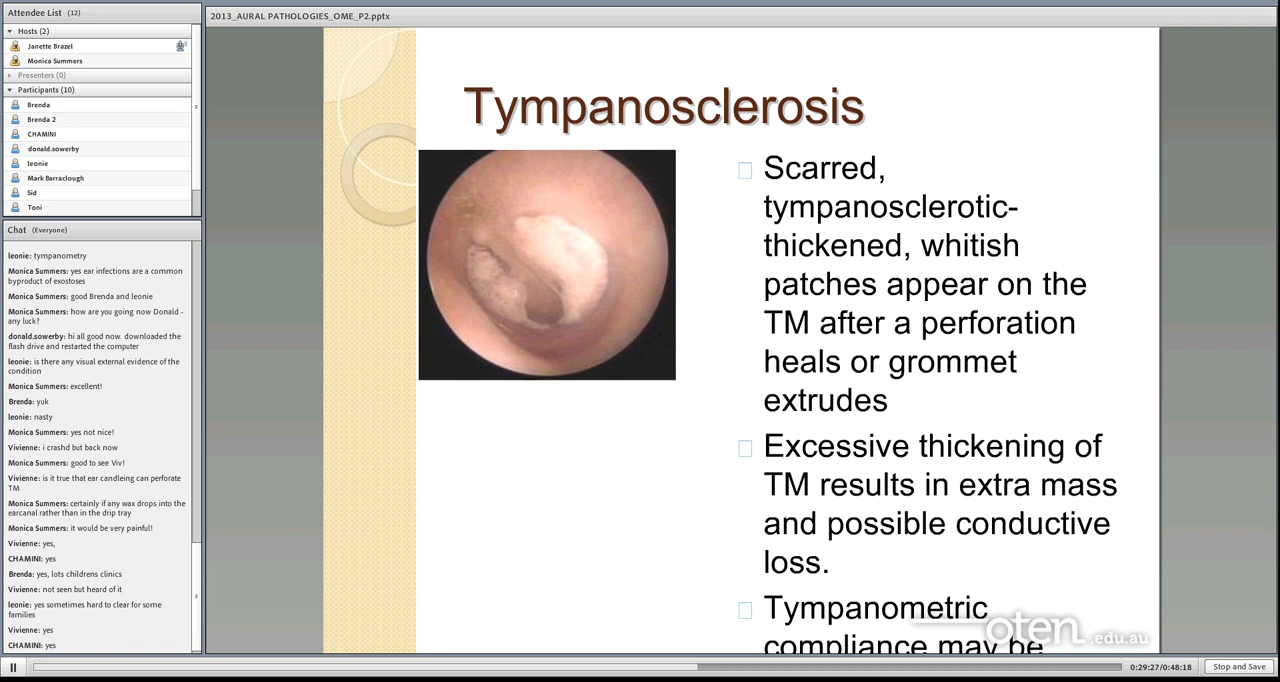 Attendee List (12)
Hosts (2)
Janette Brazel
Monica Summers
Presenters (0)
Participants (10)
Brenda
Brenda 2
CHAMINI
donald.sowerby
leonie
Mark Barraclough
Sid
Toni
Chat (Everyone)
leonie: tympanometry
Monica Summers: yes ear infections are a common
byproduct of exostoses
Monica Summers: good Brenda and leonie
Monica Summers: how are you going now Donald -
any luck?
donald.sowerby: hi all good now. downloaded the
flash drive and restarted the computer
leonie: is there any visual external evidence of the
condition
Monica Summers: excellent!
Brenda: yuk
leonie: nasty
Monica Summers: yes not nice!
Vivienne: i crashd but back now
Monica Summers: good to see Viv!
Vivienne: is it true that ear candleing can perforate
TM
Monica Summers: certainly if any wax drops into the
earcanal rather than in the drip tray
Monica Summers: it would be very painful!
Vivienne: yes,
CHAMINI: yes
Brenda: yes, lots childrens clinics
Vivienne: not seen but heard of it
leonie: yes sometimes hard to clear for some
families
Vivienne: yes
CHAMINI: yes
2013_AURAL PATHOLOGIES_OME_P2.pptx
Tympanosclerosis
Scarred,
tympanosclerotic-
thickened, whitish
patches appear on the
TM after a perforation
heals or grommet
extrudes
Excessive thickening of
TM results in extra mass
and possible conductive
loss.
Tympanometric
compliance may be
oten.edu.au
0:29:27/0:48:18
Stop and Save